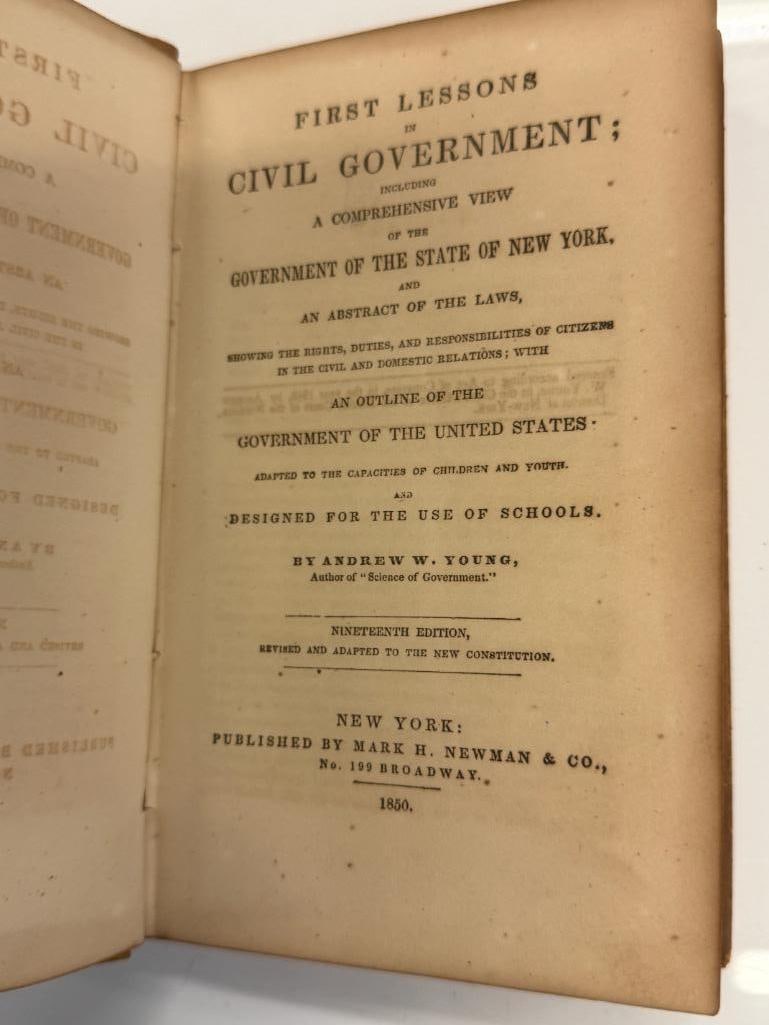 FIRST LESSONS
IN
CIVIL GOVERNMENT;
INCLUDING
A COMPREHENSIVE VIEW
OF THE
GOVERNMENT OF THE STATE OF NEW YORK,
AND
AN ABSTRACT OF THE LAWS,
SHOWING THE RIGHTS, DUTIES, AND RESPONSIBILITIES OF CITIZENS
IN THE CIVIL AND DOMESTIC RELATIONS; WITH
AN OUTLINE OF THE
GOVERNMENT OF THE UNITED STATES·
ADAPTED TO THE CAPACITIES OF CHILDREN AND YOUTH.
AND
DESIGNED FOR THE USE OF SCHOOLS.
BY ANDREW W. YOUNG,
Author of "Science of Government."
NINETEENTH EDITION,
REVISED AND ADAPTED TO THE NEW CONSTITUTION.
NEW YORK:
PUBLISHED BY MARK H. NEWMAN & CO.,
No. 199 BROADWAY.
1850.